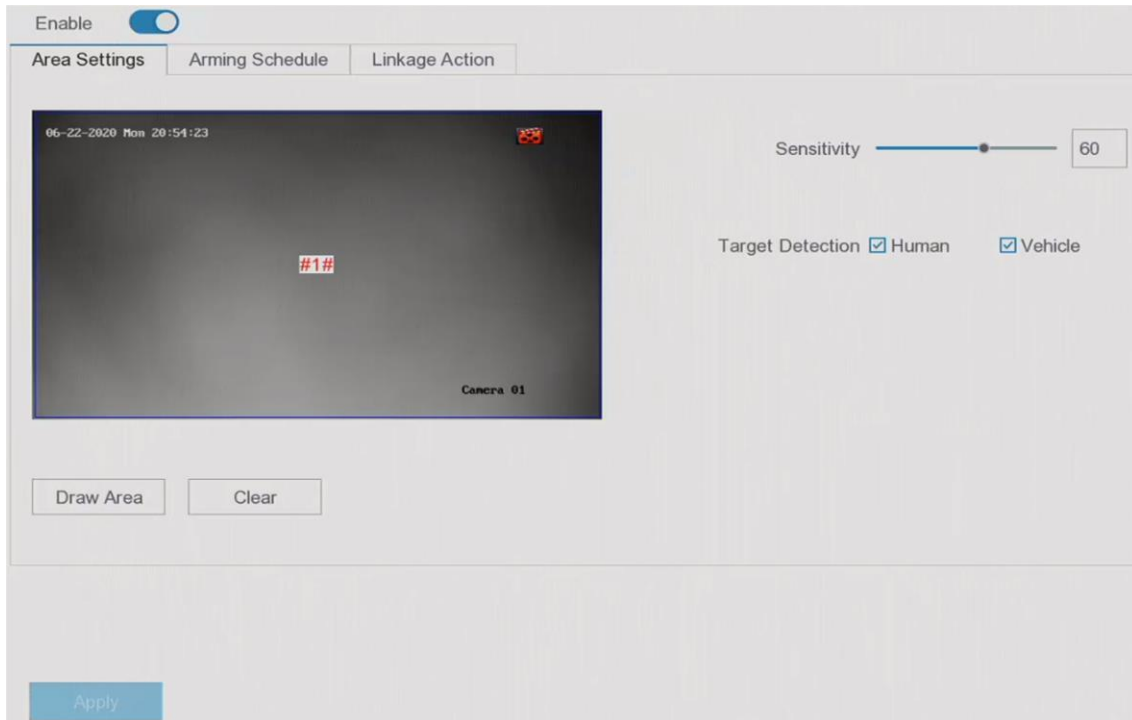 Enable
Area Settings Arming Schedule Linkage Action
06-22-2020 Mon 20:54:23
Sensitivity 60
Target Detection Human Vehicle
#1#
Camera 01
Draw Area Clear
Apply